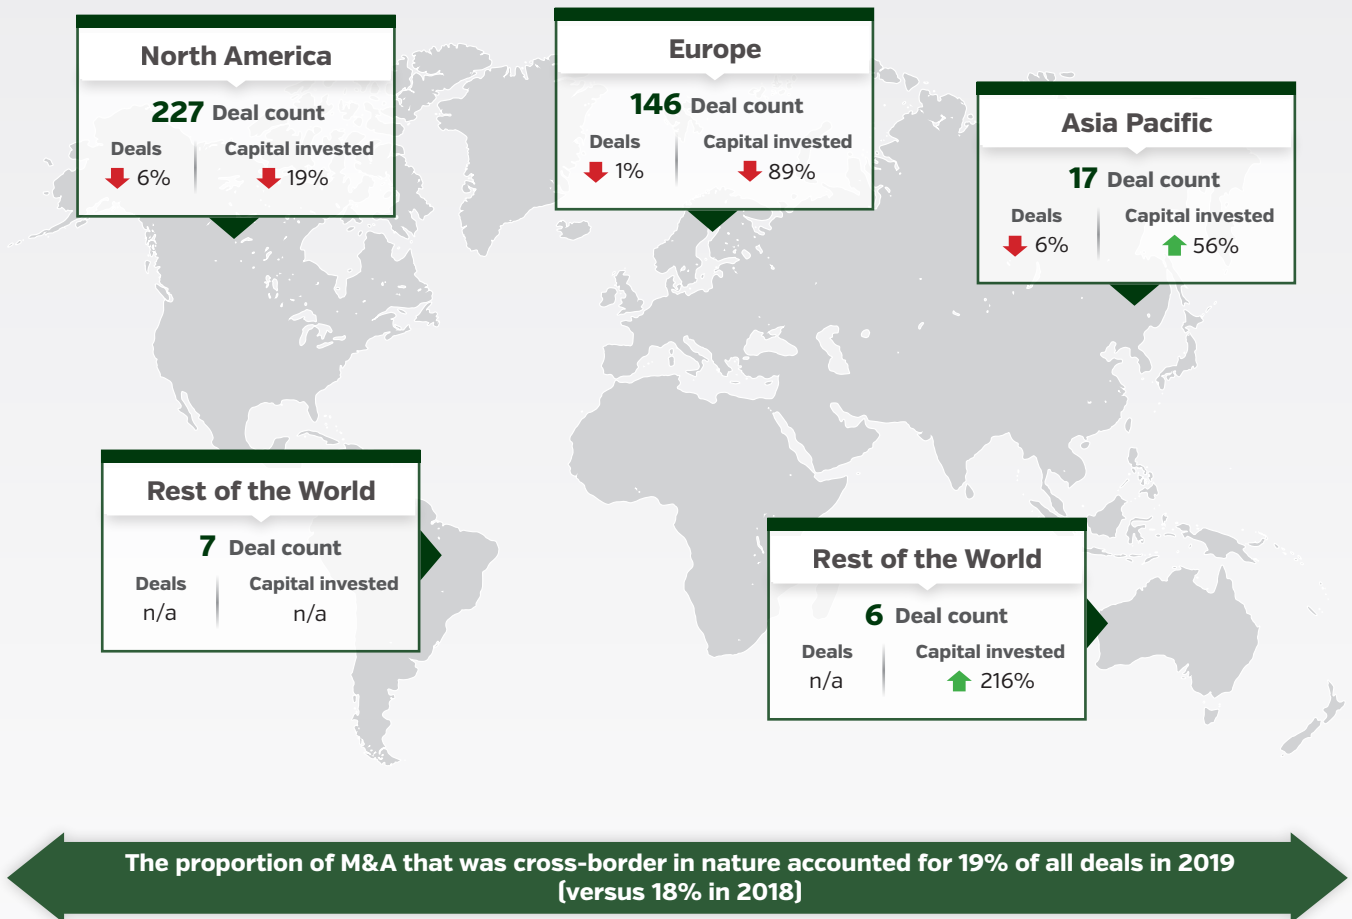 North America
227 Deal count
Deals Capital invested
6% 19%
Europe
146 Deal count
Deals Capital invested
1% 89%
Asia Pacific
17 Deal count
Deals Capital invested
6% 56%
Rest of the World
7 Deal count
Deals Capital invested
n/a n/a
Rest of the World
6 Deal count
Deals Capital invested
n/a 216%
The proportion of M&A that was cross-border in nature accounted for 19% of all deals in 2019
(versus 18% in 2018)